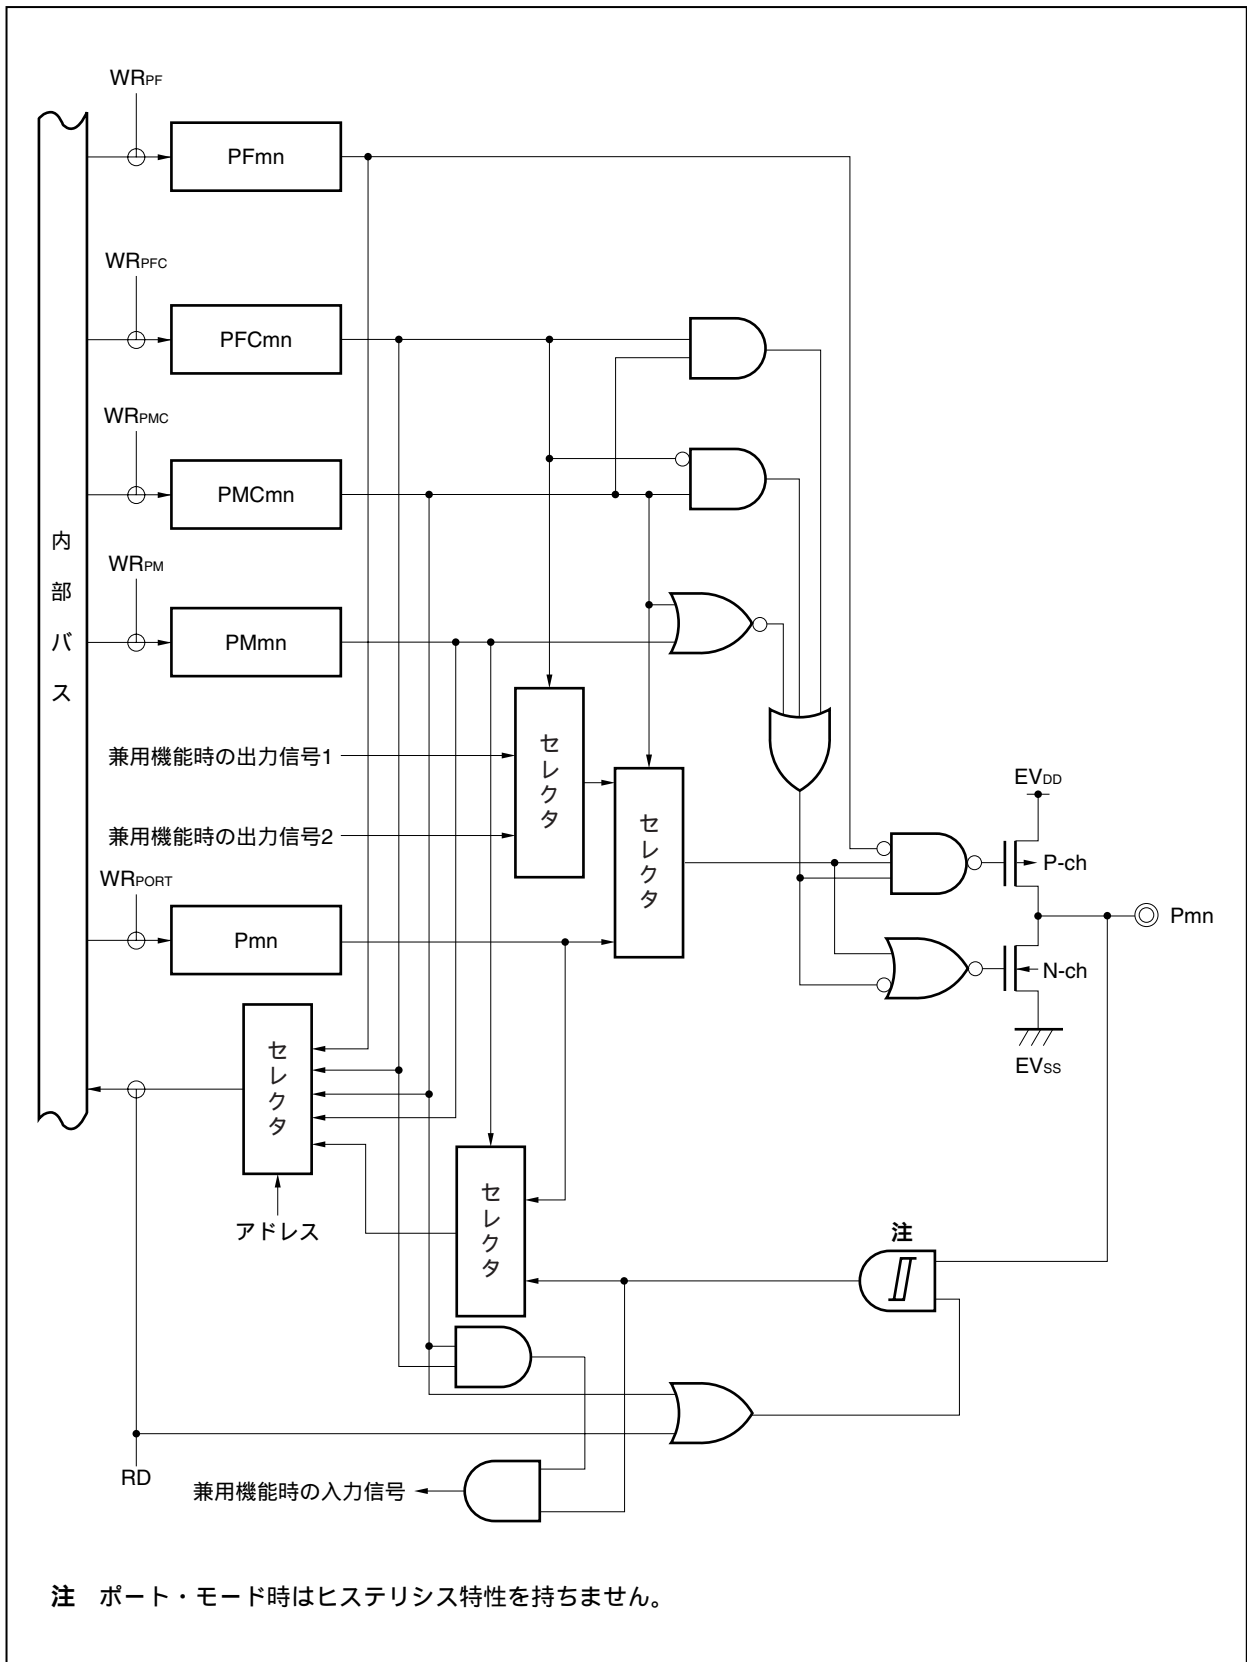 WRPF
PFmn
WRPFC
PFCmn
WRPMC
PMCmn
内部バス
WRPM
PMmn
兼用機能時の出力信号1
セレクタ
兼用機能時の出力信号2
セレクタ
EVDD
P-ch
WRPORT
Pmn
Pmn
N-ch
EVSS
セレクタ
アドレス
セレクタ
注
RD
兼用機能時の入力信号
注 ポート・モード時はヒステリシス特性を持ちません。